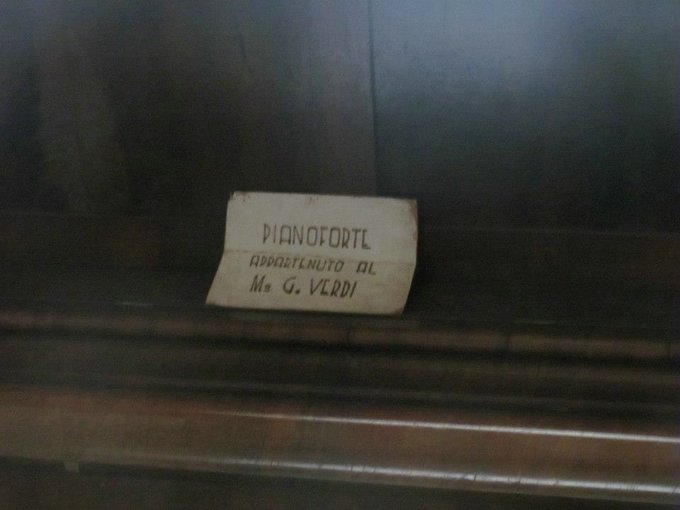 PIANOFORTE
APPARTENUTO AL
Mo G. VERDI